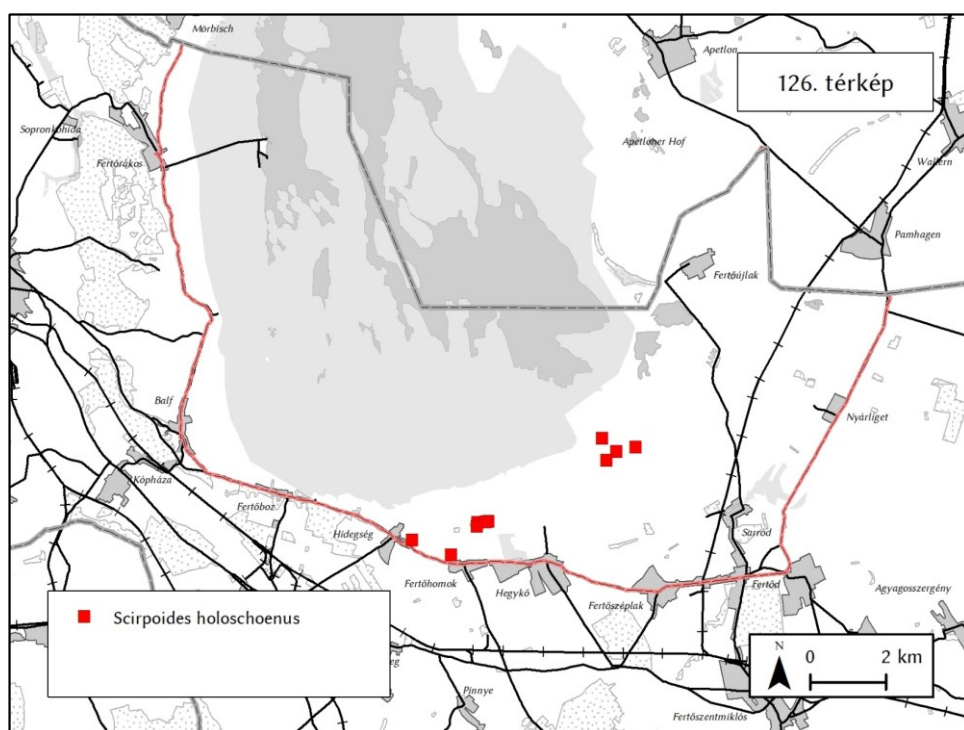 Mörbisch
Apetlon
126. térkép
Sopronkőhida
Fertőrákos
Apetloner Hof
Wallern
Pamhagen
Fertőújlak
Balf
Nyárliget
Kópháza
Fertőboz
Hidegség
Sarród
Fertőhomok
Hegykő
Fertőszéplak
Fertőd
Agyagosszergény
Scirpoides holoschoenus
N
0 2 km
Pinnye
Fertőszentmiklós